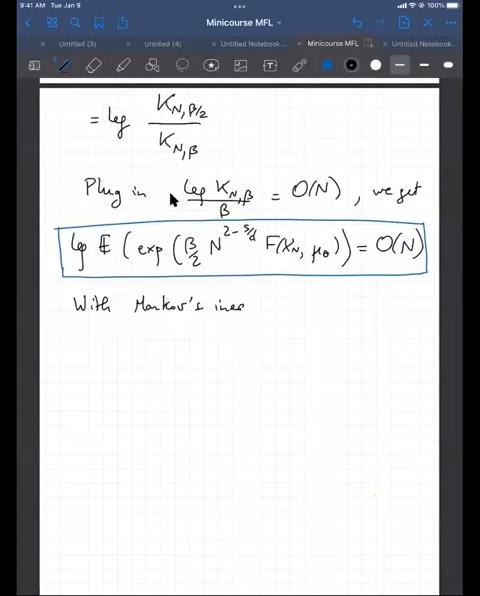 9:41 AM Tue Jan 9
100%
Minicourse MFL
Untitled (3)
Untitled (4)
Untitled Notebook...
Minicourse MFL
Untitled Notebook...
= log K_{N,β/2} / K_{N,β}
Plug in log K_{N,β} / β = O(N), we get
log E (exp (β/2 N^{2-s/d} F(X_N, μ_θ))) = O(N)
With Markov's ineq